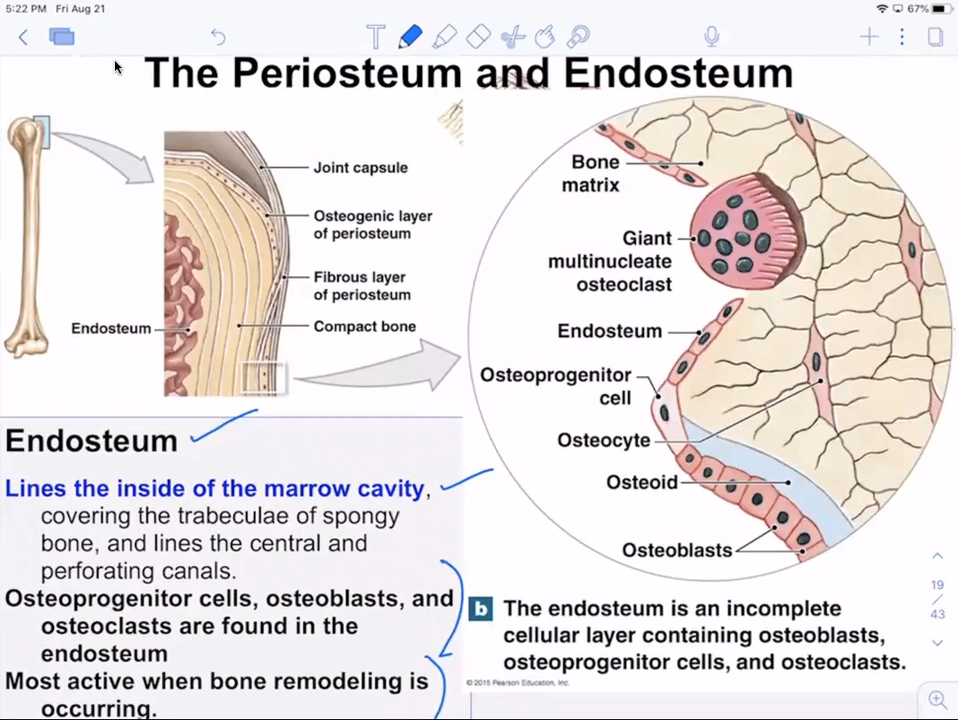 5:22 PM Fri Aug 21
67%
The Periosteum and Endosteum
Joint capsule
Osteogenic layer
of periosteum
Fibrous layer
of periosteum
Endosteum
Compact bone
Bone
matrix
Giant
multinucleate
osteoclast
Endosteum
Osteoprogenitor
cell
Osteocyte
Osteoid
Osteoblasts
Endosteum
Lines the inside of the marrow cavity,
covering the trabeculae of spongy
bone, and lines the central and
perforating canals.
Osteoprogenitor cells, osteoblasts, and
osteoclasts are found in the
endosteum
Most active when bone remodeling is
occurring.
b The endosteum is an incomplete
cellular layer containing osteoblasts,
osteoprogenitor cells, and osteoclasts.
© 2015 Pearson Education, Inc.
19
/
43